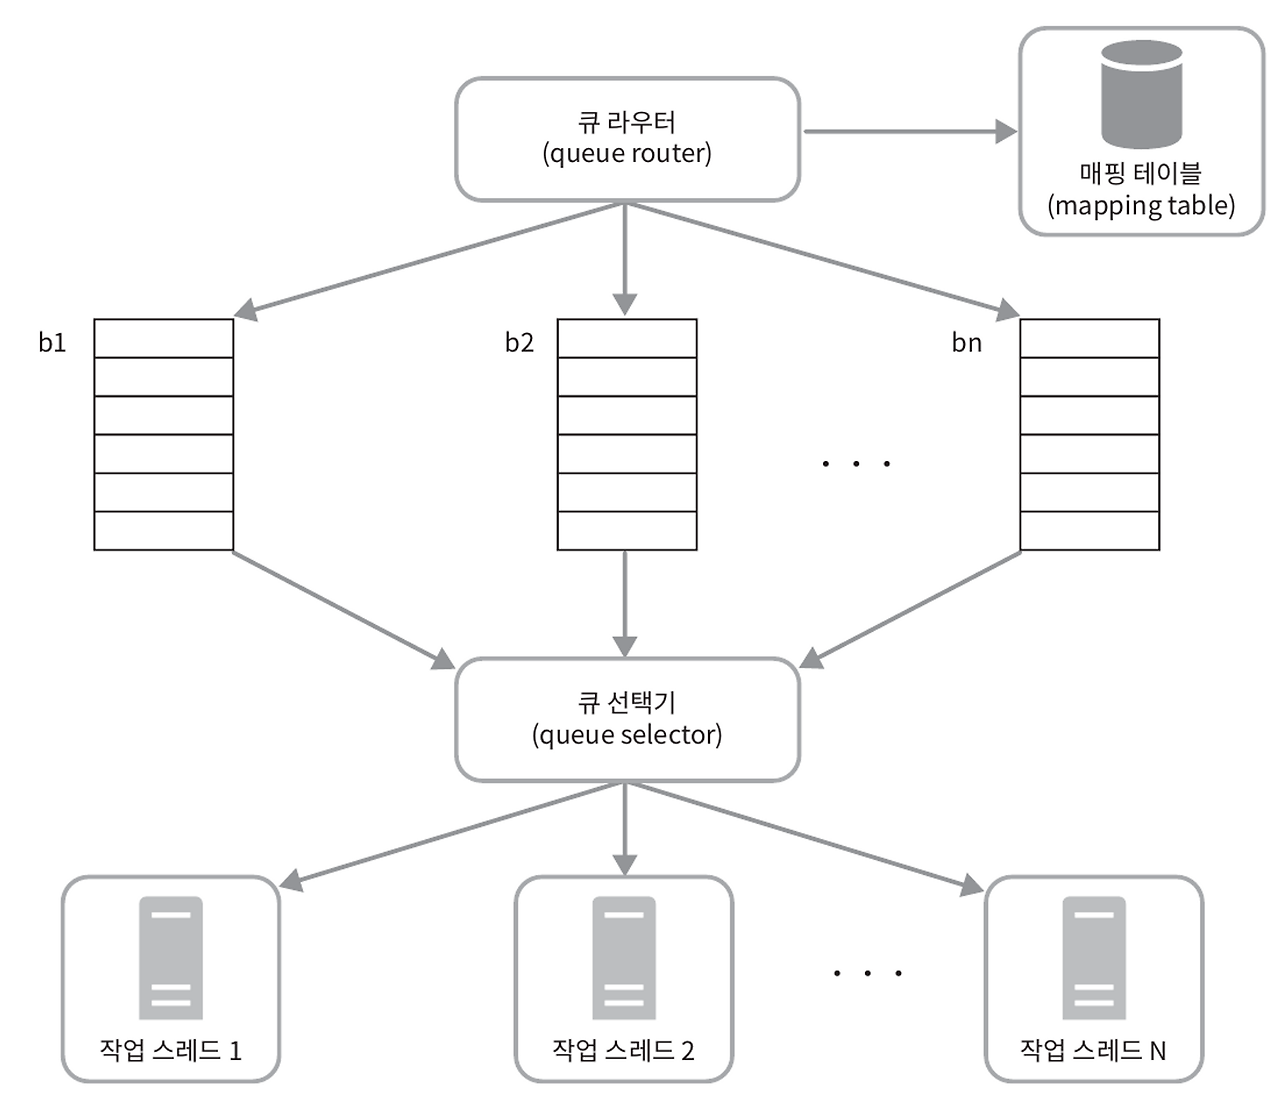 큐 라우터
(queue router)
매핑 테이블
(mapping table)
b1
b2
bn
. . .
큐 선택기
(queue selector)
. . .
작업 스레드 1
작업 스레드 2
작업 스레드 N